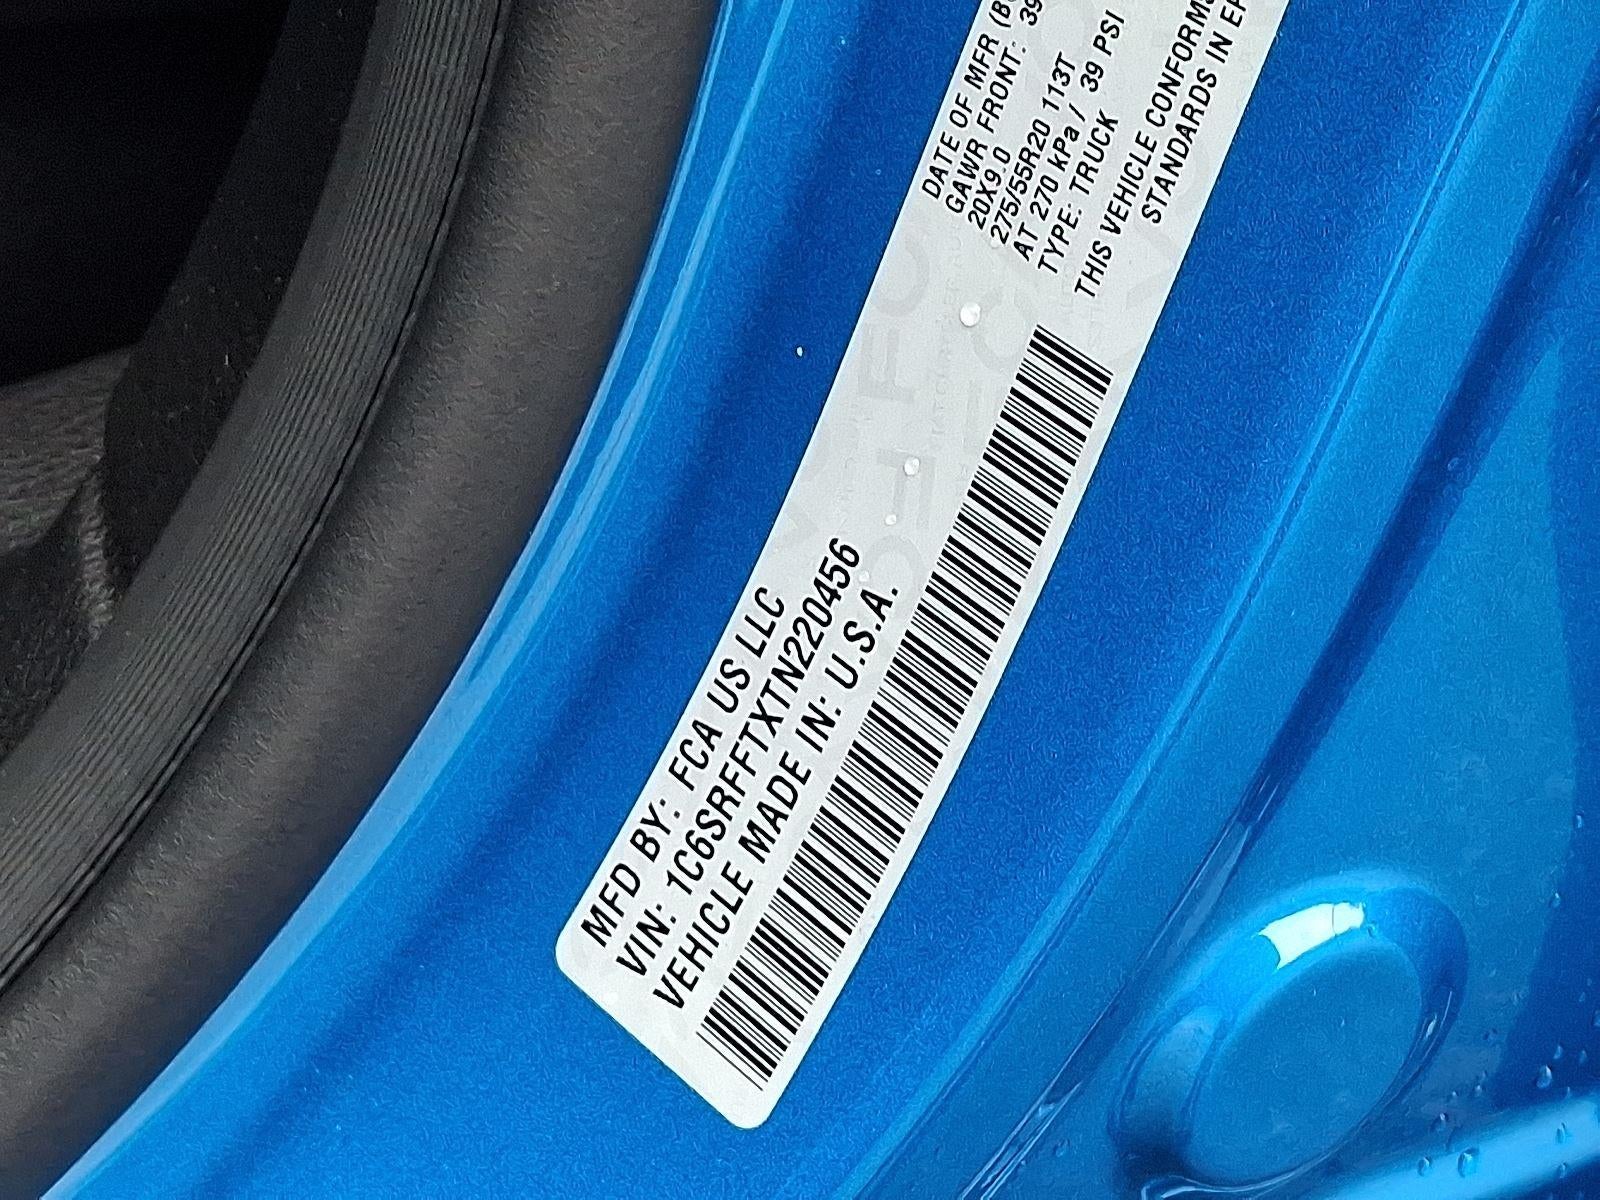 MFD BY: FCA US LLC
VIN: 1C6SRFFTXTN220456
VEHICLE MADE IN: U.S.A.
DATE OF MFR
GAWR FRONT: 39
20X9.0
275/55R20 113T
AT 270 kPa / 39 PSI
TYPE: TRUCK
THIS VEHICLE CONFORMS
STANDARDS IN